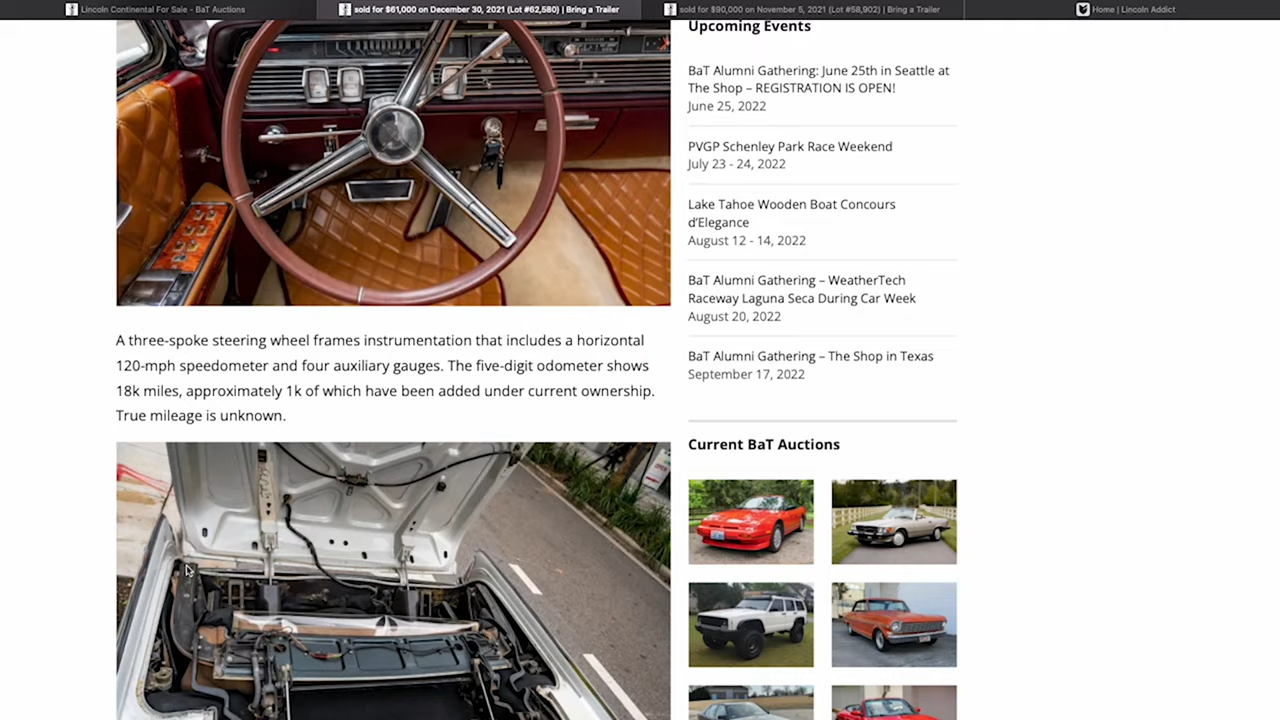 Lincoln Continental For Sale - BaT Auctions
sold for $61,000 on December 30, 2021 (Lot #62,580) | Bring a Trailer
sold for $90,000 on November 5, 2021 (Lot #58,902) | Bring a Trailer
Home | Lincoln Addict
A three-spoke steering wheel frames instrumentation that includes a horizontal
120-mph speedometer and four auxiliary gauges. The five-digit odometer shows
18k miles, approximately 1k of which have been added under current ownership.
True mileage is unknown.
Upcoming Events
BaT Alumni Gathering: June 25th in Seattle at
The Shop – REGISTRATION IS OPEN!
June 25, 2022
PVGP Schenley Park Race Weekend
July 23 - 24, 2022
Lake Tahoe Wooden Boat Concours
d’Elegance
August 12 - 14, 2022
BaT Alumni Gathering – WeatherTech
Raceway Laguna Seca During Car Week
August 20, 2022
BaT Alumni Gathering – The Shop in Texas
September 17, 2022
Current BaT Auctions